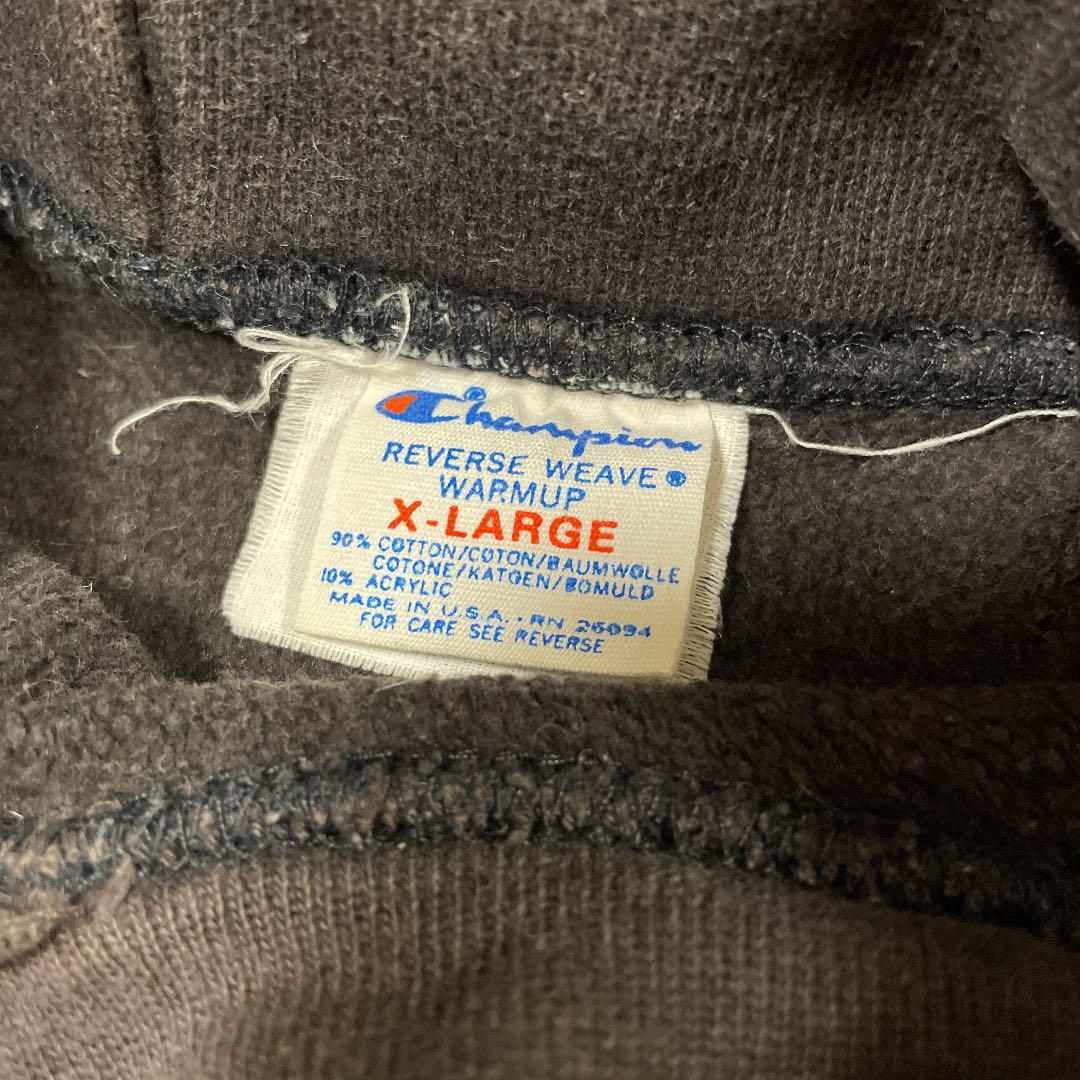 Champion®
REVERSE WEAVE®
WARMUP
X-LARGE
90% COTTON/COTON/BAUMWOLLE
COTONE/KATOEN/BOMULD
10% ACRYLIC
MADE IN U.S.A. • RN 26094
FOR CARE SEE REVERSE